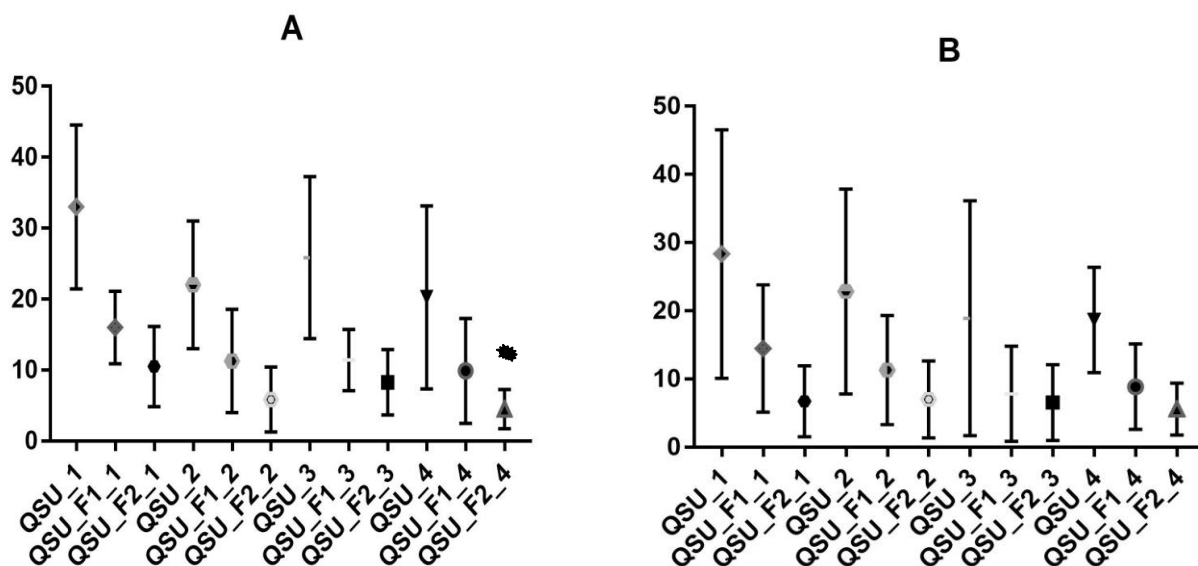 A
50
40
30
20
10
0
QSU_1
QSU_F1_1
QSU_F2_1
QSU_2
QSU_F1_2
QSU_F2_2
QSU_3
QSU_F1_3
QSU_F2_3
QSU_4
QSU_F1_4
QSU_F2_4
B
50
40
30
20
10
0
QSU_1
QSU_F1_1
QSU_F2_1
QSU_2
QSU_F1_2
QSU_F2_2
QSU_3
QSU_F1_3
QSU_F2_3
QSU_4
QSU_F1_4
QSU_F2_4